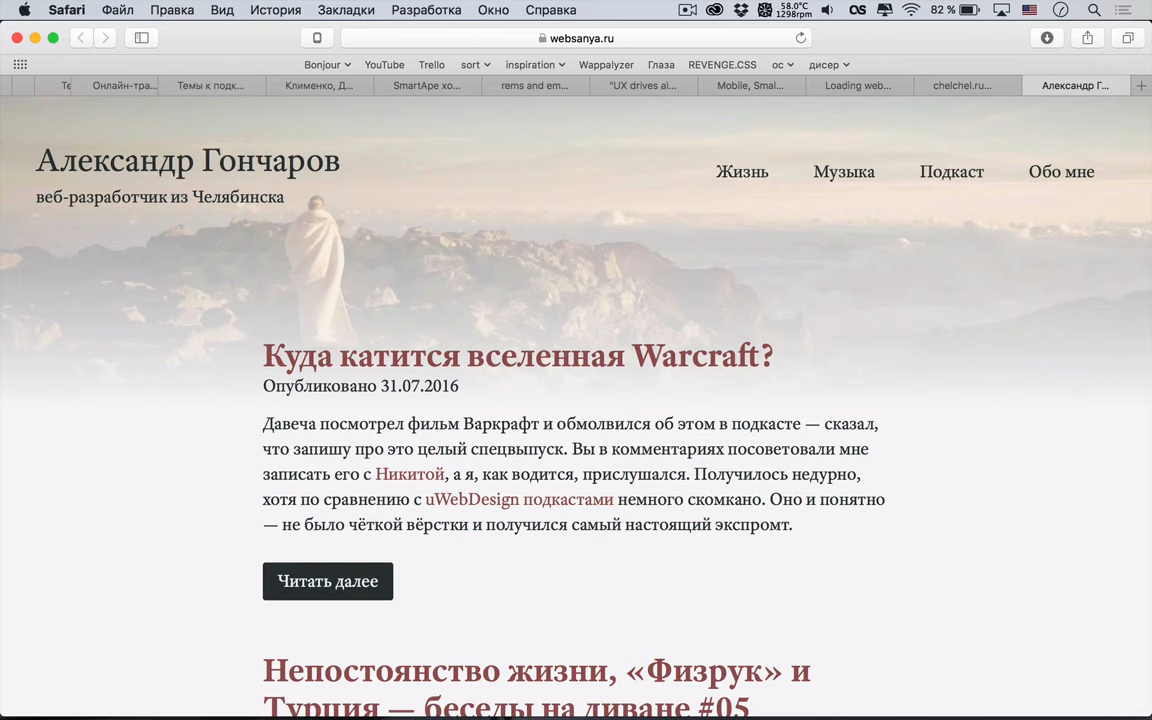 Safari Файл Правка Вид История Закладки Разработка Окно Справка 58.0°C 1298rpm 82 %
websanya.ru
Bonjour YouTube Trello sort inspiration Wappalyzer Глаза REVENGE.CSS ос дисер
Те Онлайн-тра... Темы к подк... Клименко, Д... SmartApe хо... rems and em... "UX drives al... Mobile, Smal... Loading web... chelchel.ru... Александр Г...
Александр Гончаров
веб-разработчик из Челябинска
Жизнь Музыка Подкаст Обо мне
Куда катится вселенная Warcraft?
Опубликовано 31.07.2016
Давеча посмотрел фильм Варкрафт и обмолвился об этом в подкасте — сказал,
что запишу про это целый спецвыпуск. Вы в комментариях посоветовали мне
записать его с Никитой, а я, как водится, прислушался. Получилось недурно,
хотя по сравнению с uWebDesign подкастами немного скомкано. Оно и понятно
— не было чёткой вёрстки и получился самый настоящий экспромт.
Читать далее
Непостоянство жизни, «Физрук» и
Турция — беседы на диване #05